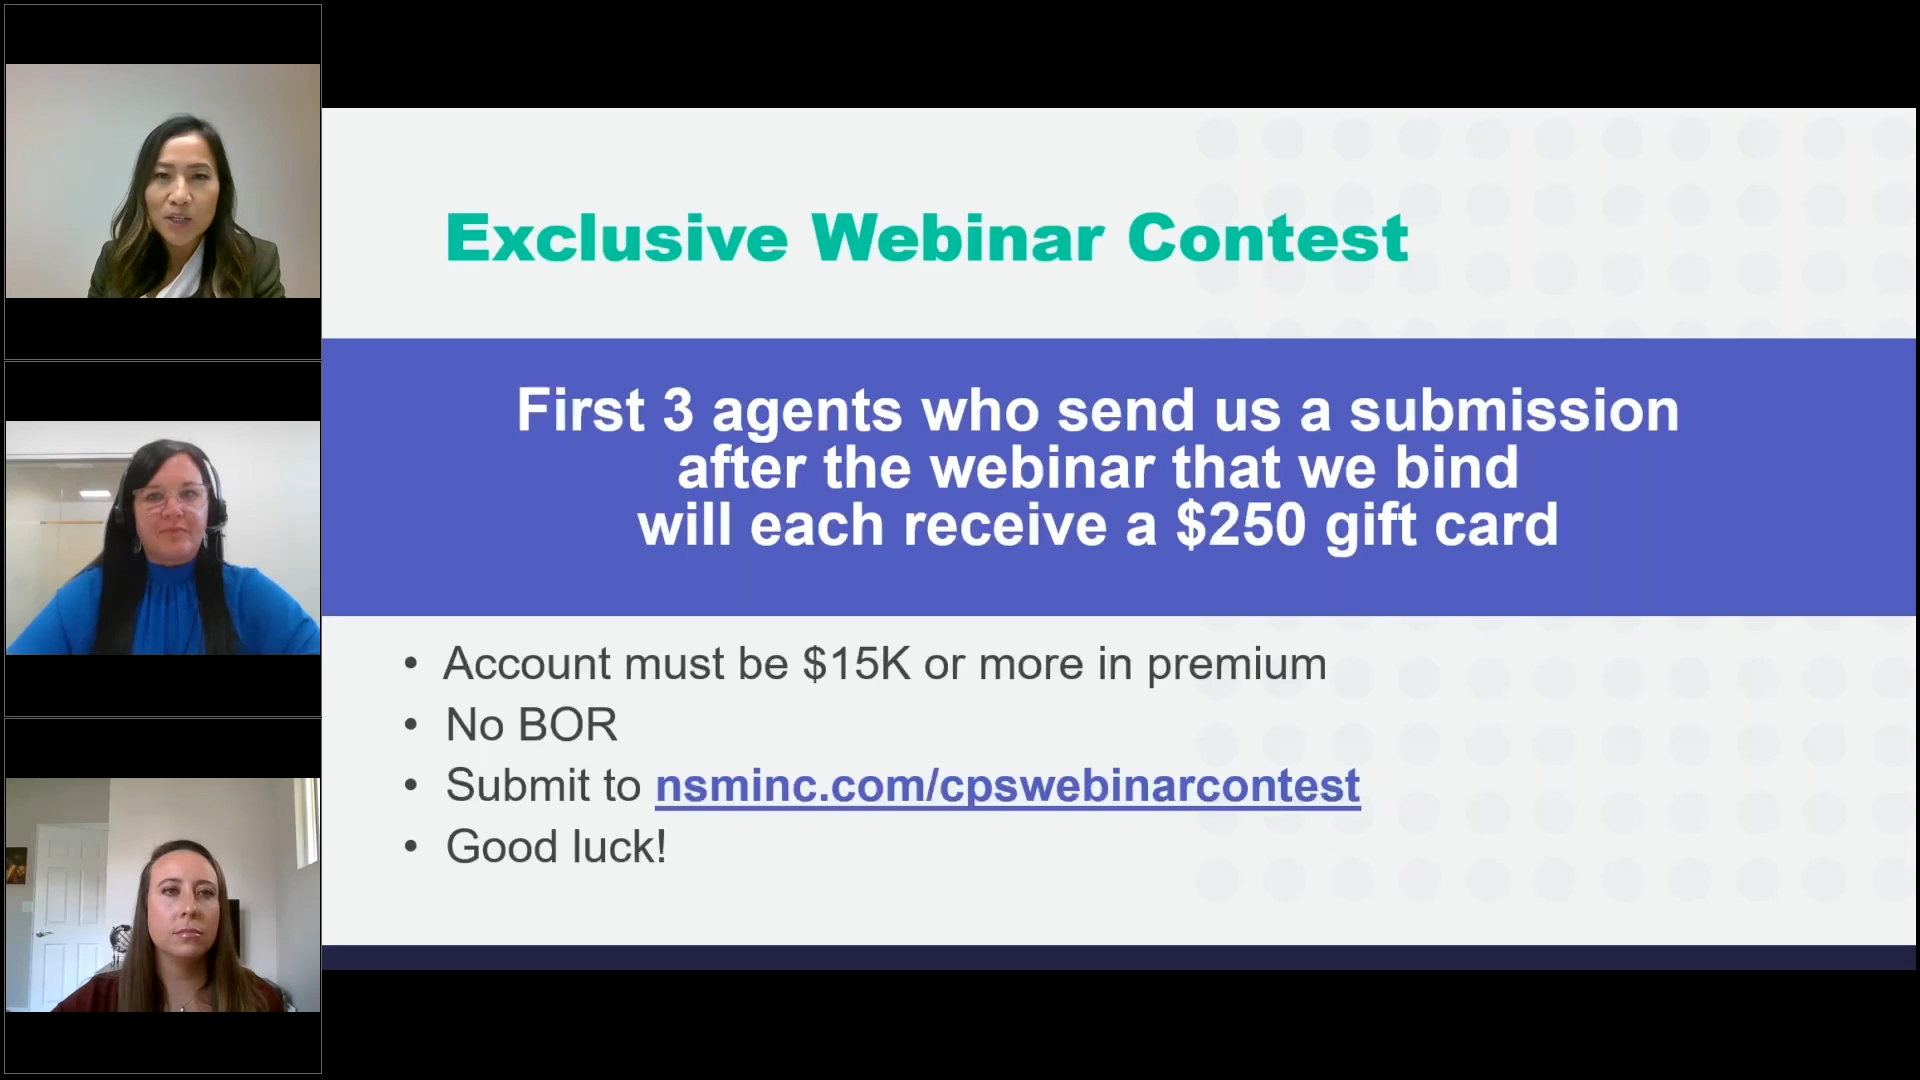 Exclusive Webinar Contest
First 3 agents who send us a submission
after the webinar that we bind
will each receive a $250 gift card
• Account must be $15K or more in premium
• No BOR
• Submit to nsminc.com/cpswebinarcontest
• Good luck!